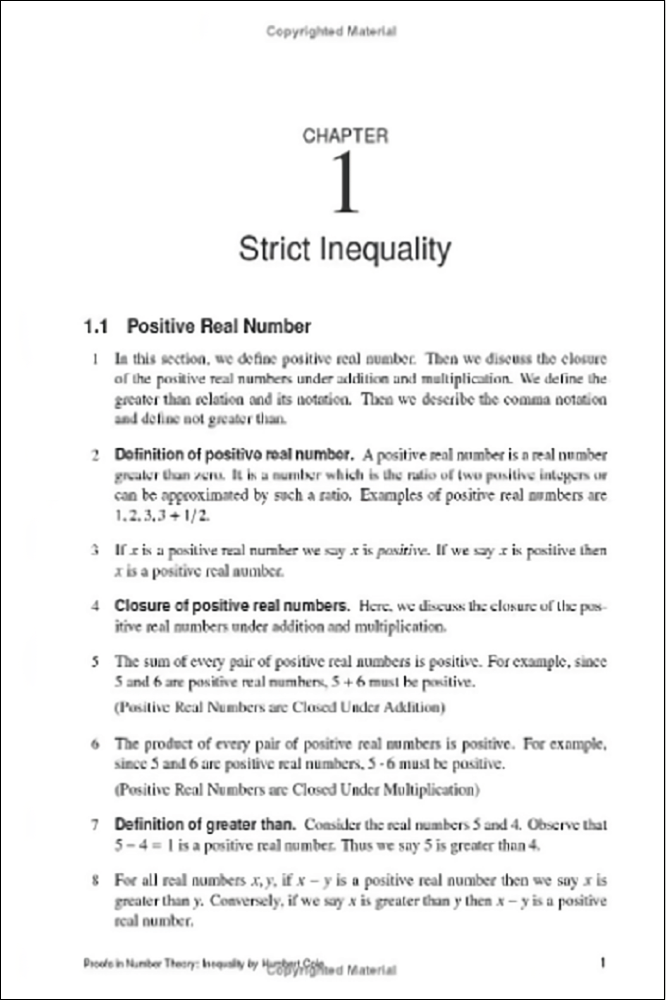 Copyrighted Material
CHAPTER
1
Strict Inequality
1.1 Positive Real Number
1 In this section, we define positive real number. Then we discuss the closure
of the positive real numbers under addition and multiplication. We define the
greater than relation and its notation. Then we describe the comma notation
and define not greater than.
2 Definition of positive real number. A positive real number is a real number
greater than zero. It is a number which is the ratio of two positive integers or
can be approximated by such a ratio. Examples of positive real numbers are
1,2,3,3 + 1/2.
3 If x is a positive real number we say x is positive. If we say x is positive then
x is a positive real number.
4 Closure of positive real numbers. Here, we discuss the closure of the pos-
itive real numbers under addition and multiplication.
5 The sum of every pair of positive real numbers is positive. For example, since
5 and 6 are positive real numbers, 5 + 6 must be positive.
(Positive Real Numbers are Closed Under Addition)
6 The product of every pair of positive real numbers is positive. For example,
since 5 and 6 are positive real numbers, 5 · 6 must be positive.
(Positive Real Numbers are Closed Under Multiplication)
7 Definition of greater than. Consider the real numbers 5 and 4. Observe that
5 − 4 = 1 is a positive real number. Thus we say 5 is greater than 4.
8 For all real numbers x, y, if x − y is a positive real number then we say x is
greater than y. Conversely, if we say x is greater than y then x − y is a positive
real number.
Proofs in Number Theory: Inequality by Humbert Cole 1
Copyrighted Material